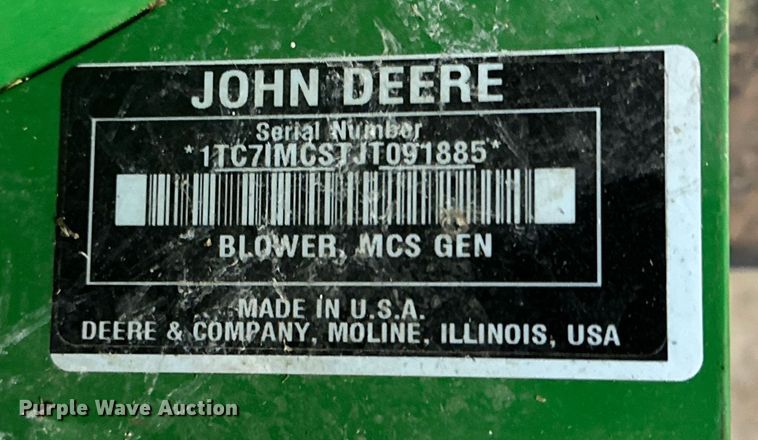 JOHN DEERE
Serial Number
*1TC7IMCSTJT091885*
BLOWER, MCS GEN
MADE IN U.S.A.
DEERE & COMPANY, MOLINE, ILLINOIS, USA
Purple Wave Auction